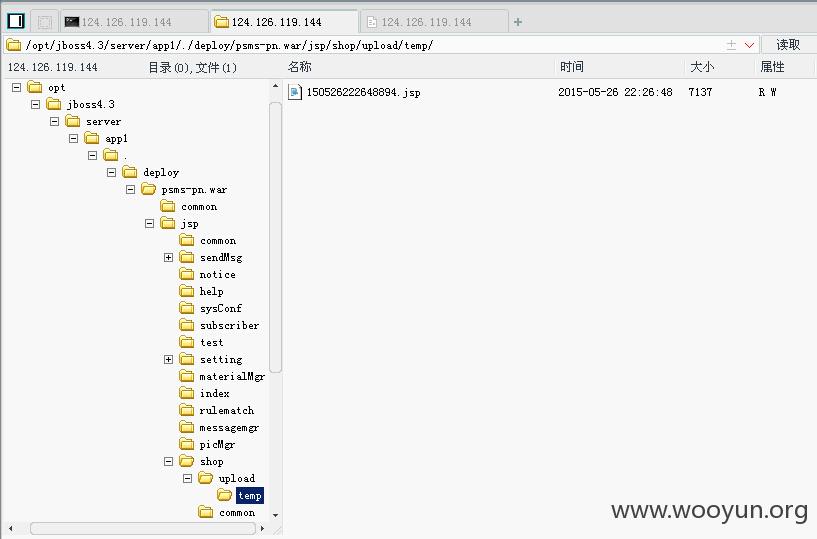 124.126.119.144 124.126.119.144 124.126.119.144
/opt/jboss4.3/server/app1/./deploy/psms-pn.war/jsp/shop/upload/temp/ 读取
124.126.119.144 目录(0),文件(1) 名称 时间 大小 属性
opt
150526222648894.jsp 2015-05-26 22:26:48 7137 R W
jboss4.3
server
app1
.
deploy
psms-pn.war
common
jsp
common
sendMsg
notice
help
sysConf
subscriber
test
setting
materialMgr
index
rulematch
messagemgr
picMgr
shop
upload
temp
common
www.wooyun.org